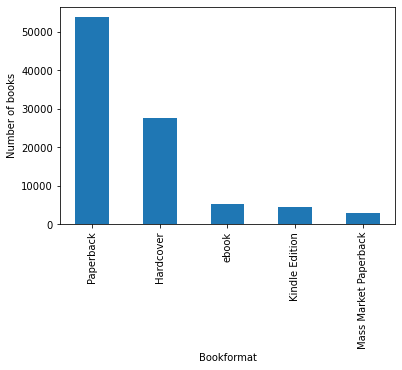 Number of books
50000
40000
30000
20000
10000
0
Paperback
Hardcover
ebook
Kindle Edition
Mass Market Paperback
Bookformat